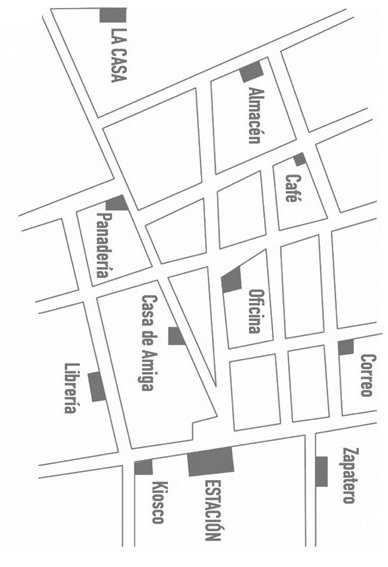 LA CASA
Almacén
Café
Panadería
Oficina
Casa de Amiga
Correo
Librería
Zapatero
ESTACIÓN
Kiosco